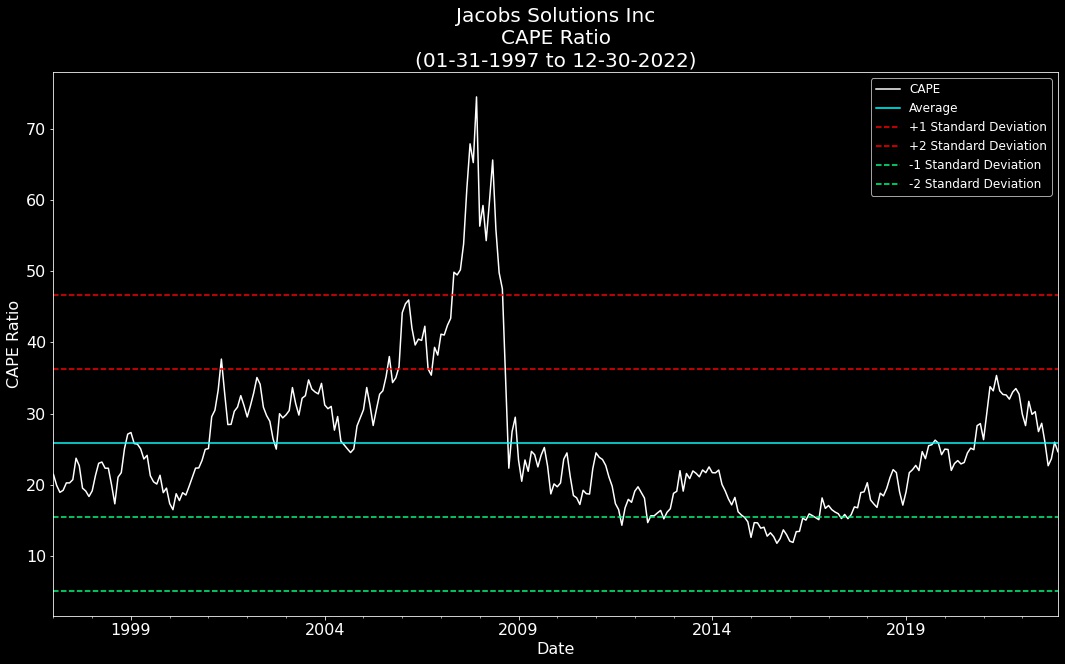 Jacobs Solutions Inc
CAPE Ratio
(01-31-1997 to 12-30-2022)
CAPE
Average
+1 Standard Deviation
+2 Standard Deviation
-1 Standard Deviation
-2 Standard Deviation
CAPE Ratio
70
60
50
40
30
20
10
1999 2004 2009 2014 2019
Date